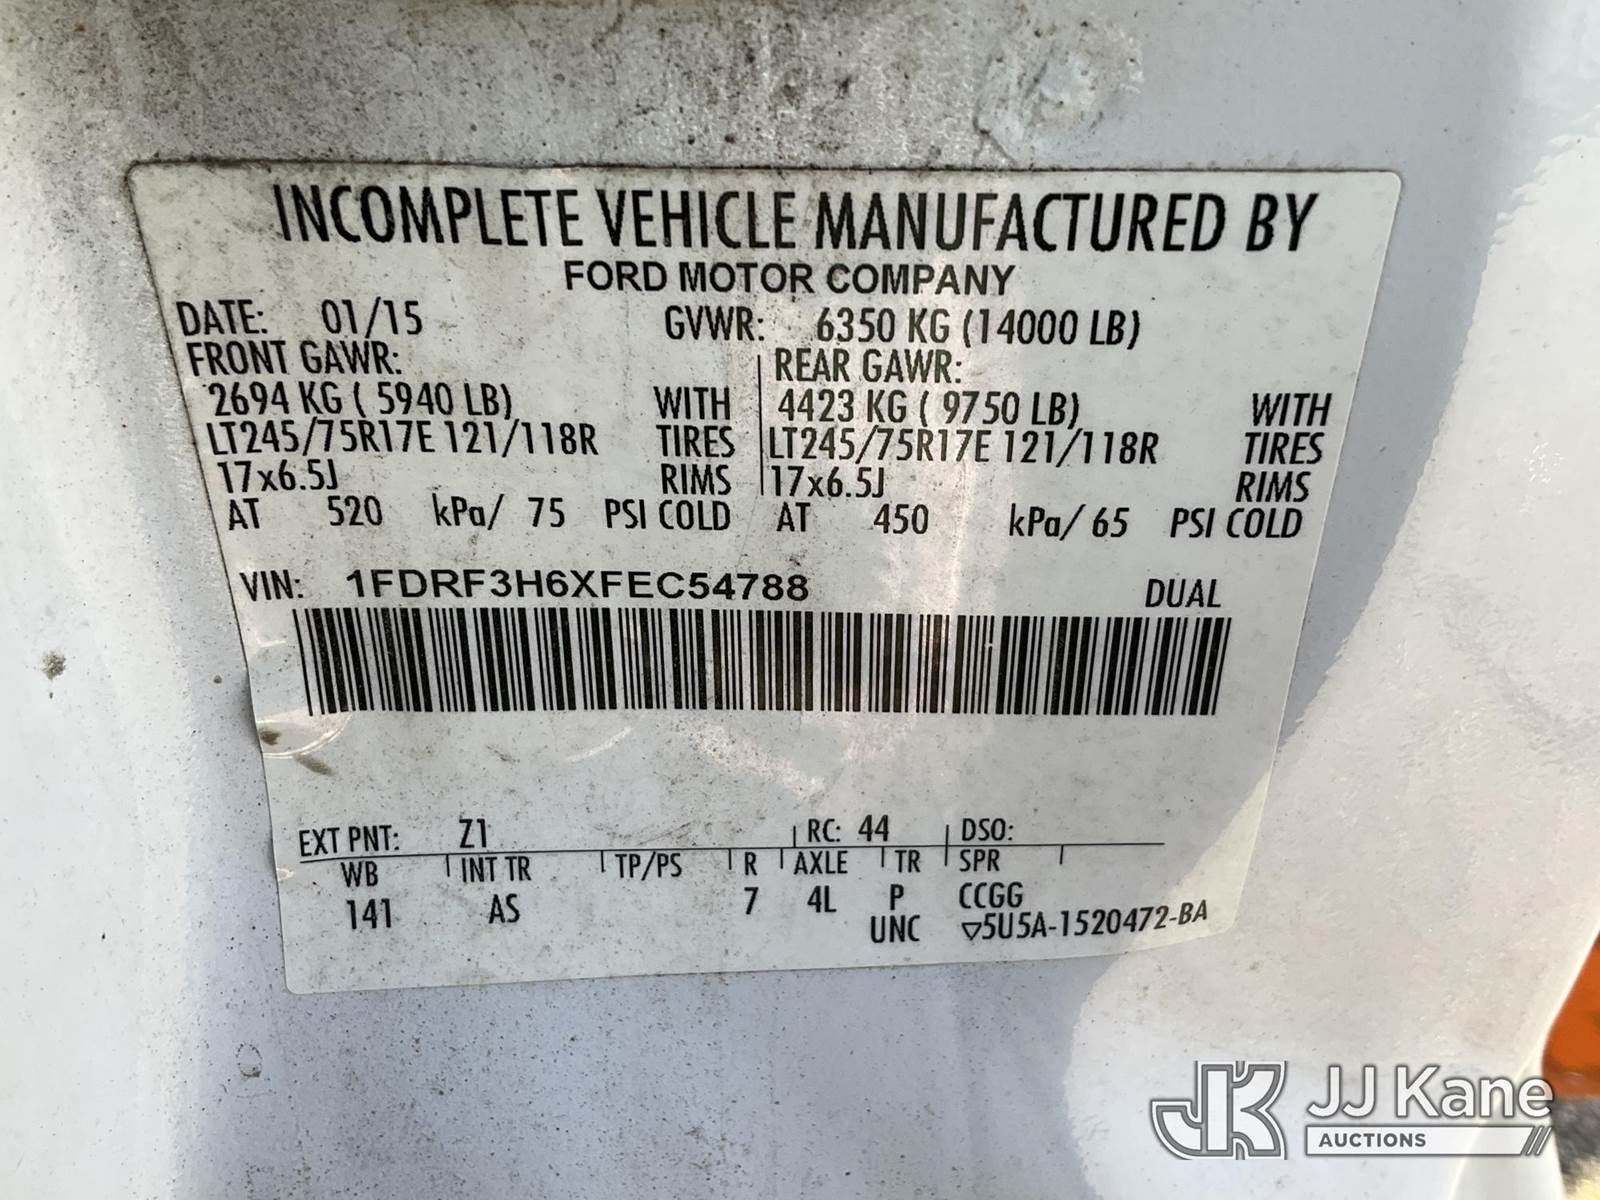 INCOMPLETE VEHICLE MANUFACTURED BY
FORD MOTOR COMPANY
DATE: 01/15 GVWR: 6350 KG (14000 LB)
FRONT GAWR: REAR GAWR:
2694 KG ( 5940 LB) WITH 4423 KG ( 9750 LB) WITH
LT245/75R17E 121/118R TIRES LT245/75R17E 121/118R TIRES
17x6.5J RIMS 17x6.5J RIMS
AT 520 kPa/ 75 PSI COLD AT 450 kPa/ 65 PSI COLD
VIN: 1FDRF3H6XFEC54788 DUAL
EXT PNT: Z1 RC: 44 DSO:
WB INT TR TP/PS R AXLE TR SPR
141 AS 7 4L P CCGG
UNC ▽5U5A-1520472-BA
JK JJ Kane
AUCTIONS